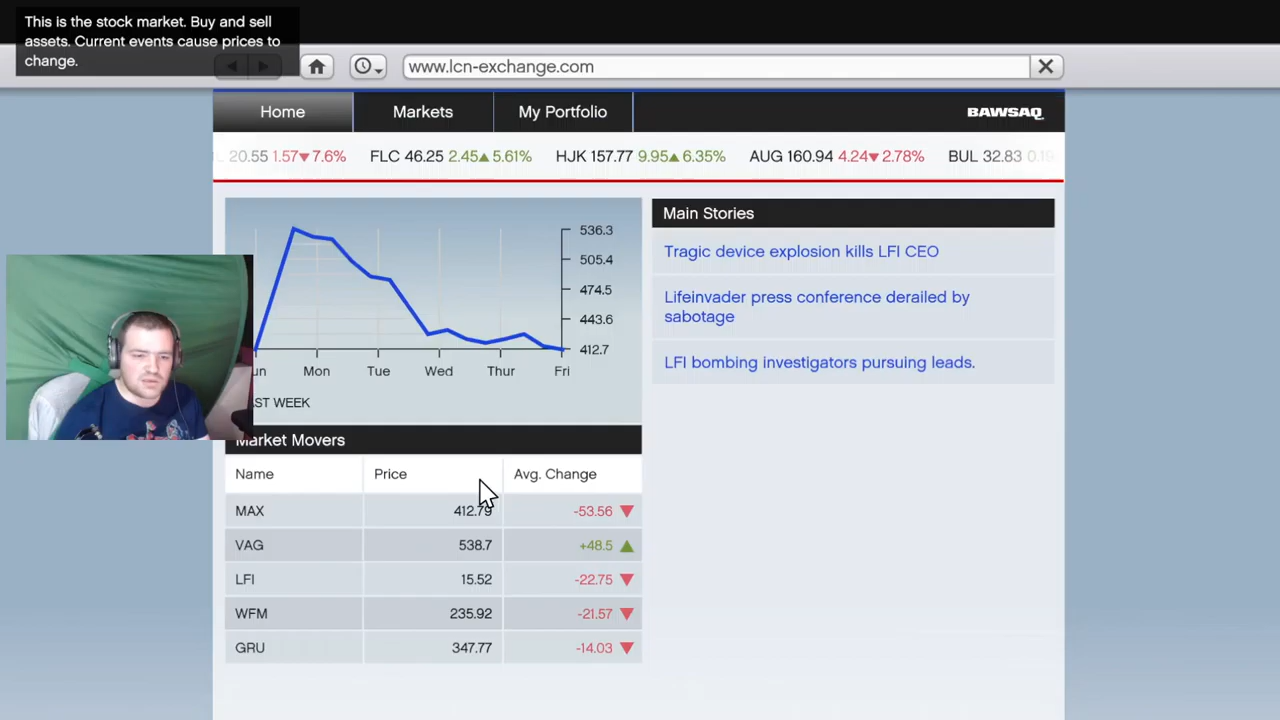 This is the stock market. Buy and sell
assets. Current events cause prices to
change.
www.lcn-exchange.com
Home Markets My Portfolio BAWSAQ
20.55 1.57▼7.6% FLC 46.25 2.45▲5.61% HJK 157.77 9.95▲6.35% AUG 160.94 4.24▼2.78% BUL 32.83
536.3
505.4
474.5
443.6
412.7
Mon Tue Wed Thur Fri
Main Stories
Tragic device explosion kills LFI CEO
Lifeinvader press conference derailed by
sabotage
LFI bombing investigators pursuing leads.
Market Movers
Name Price Avg. Change
MAX 412.79 -53.56 ▼
VAG 538.7 +48.5 ▲
LFI 15.52 -22.75 ▼
WFM 235.92 -21.57 ▼
GRU 347.77 -14.03 ▼